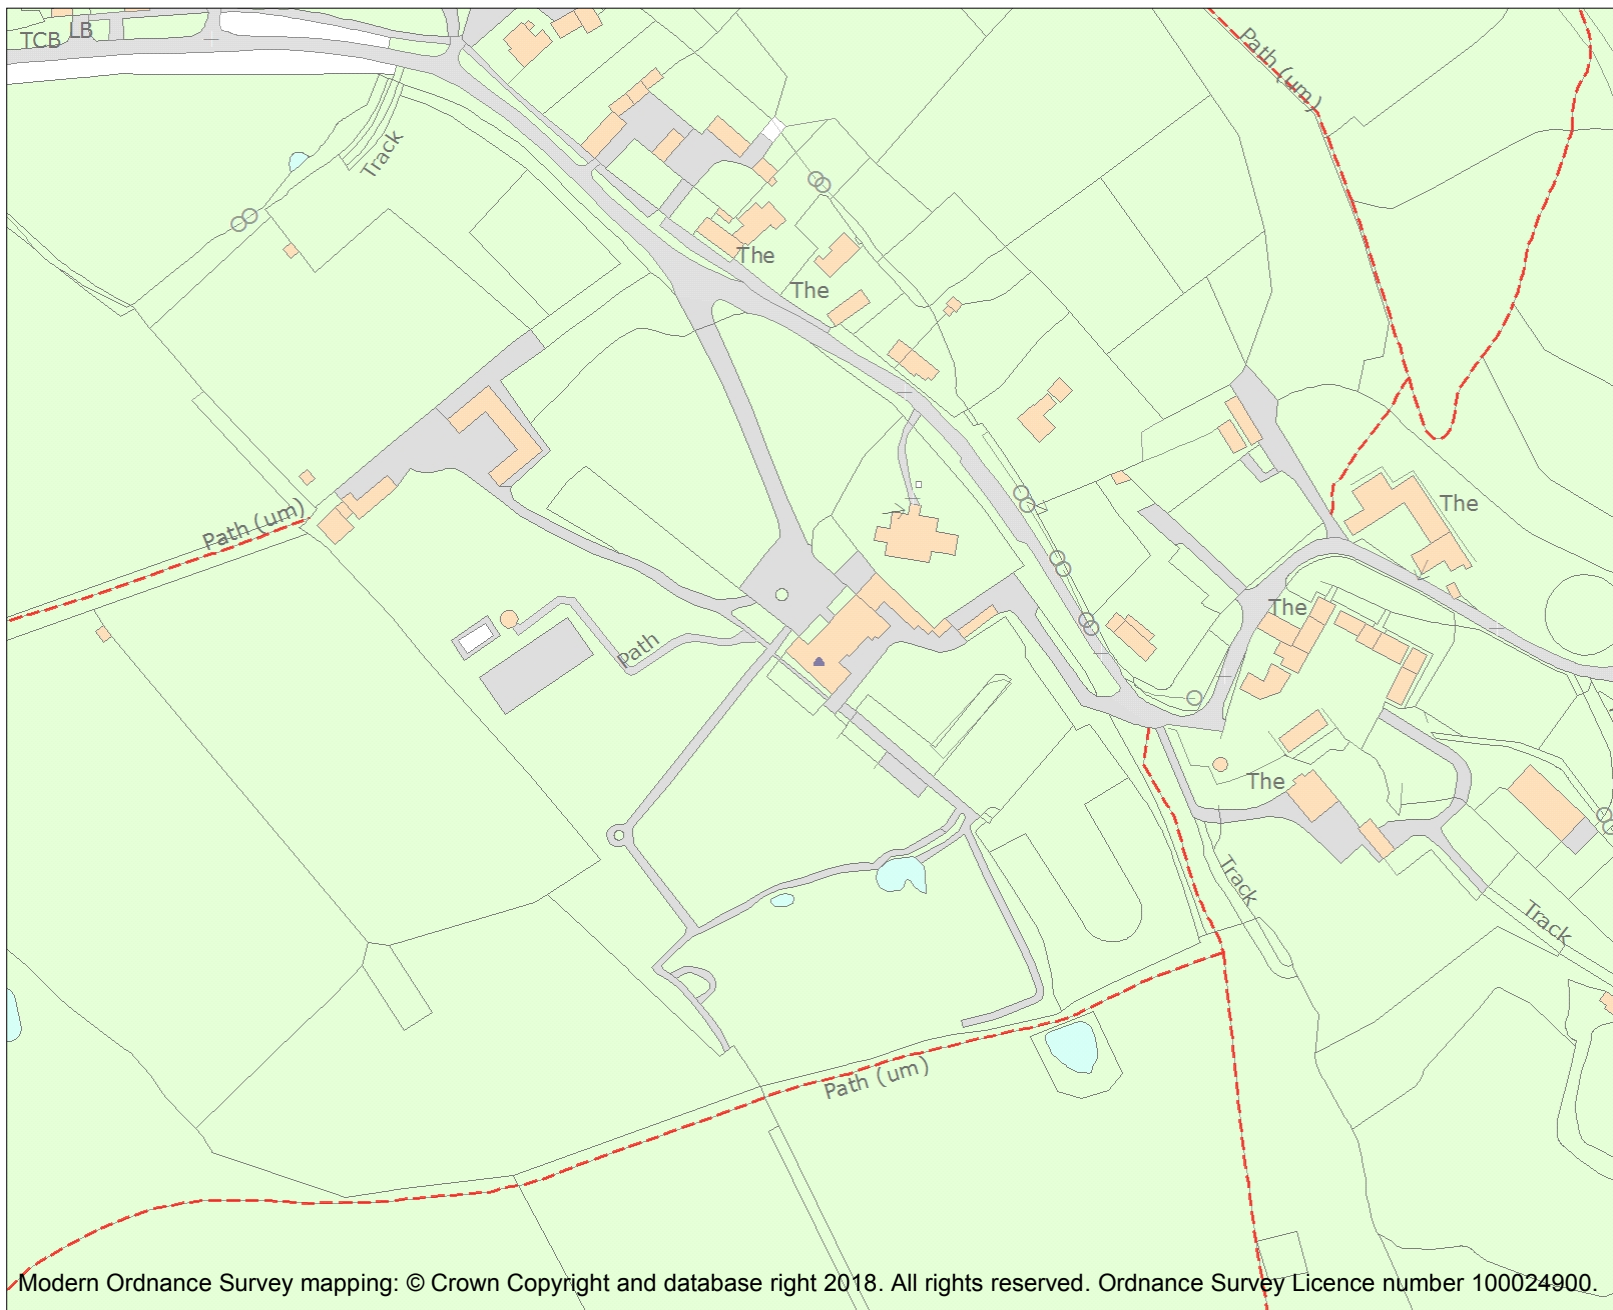 TCB LB
Path (um)
Track
The
The
Path (um)
The
The
Path
The
Track
Track
Path (um)
Modern Ordnance Survey mapping: © Crown Copyright and database right 2018. All rights reserved. Ordnance Survey Licence number 100024900.